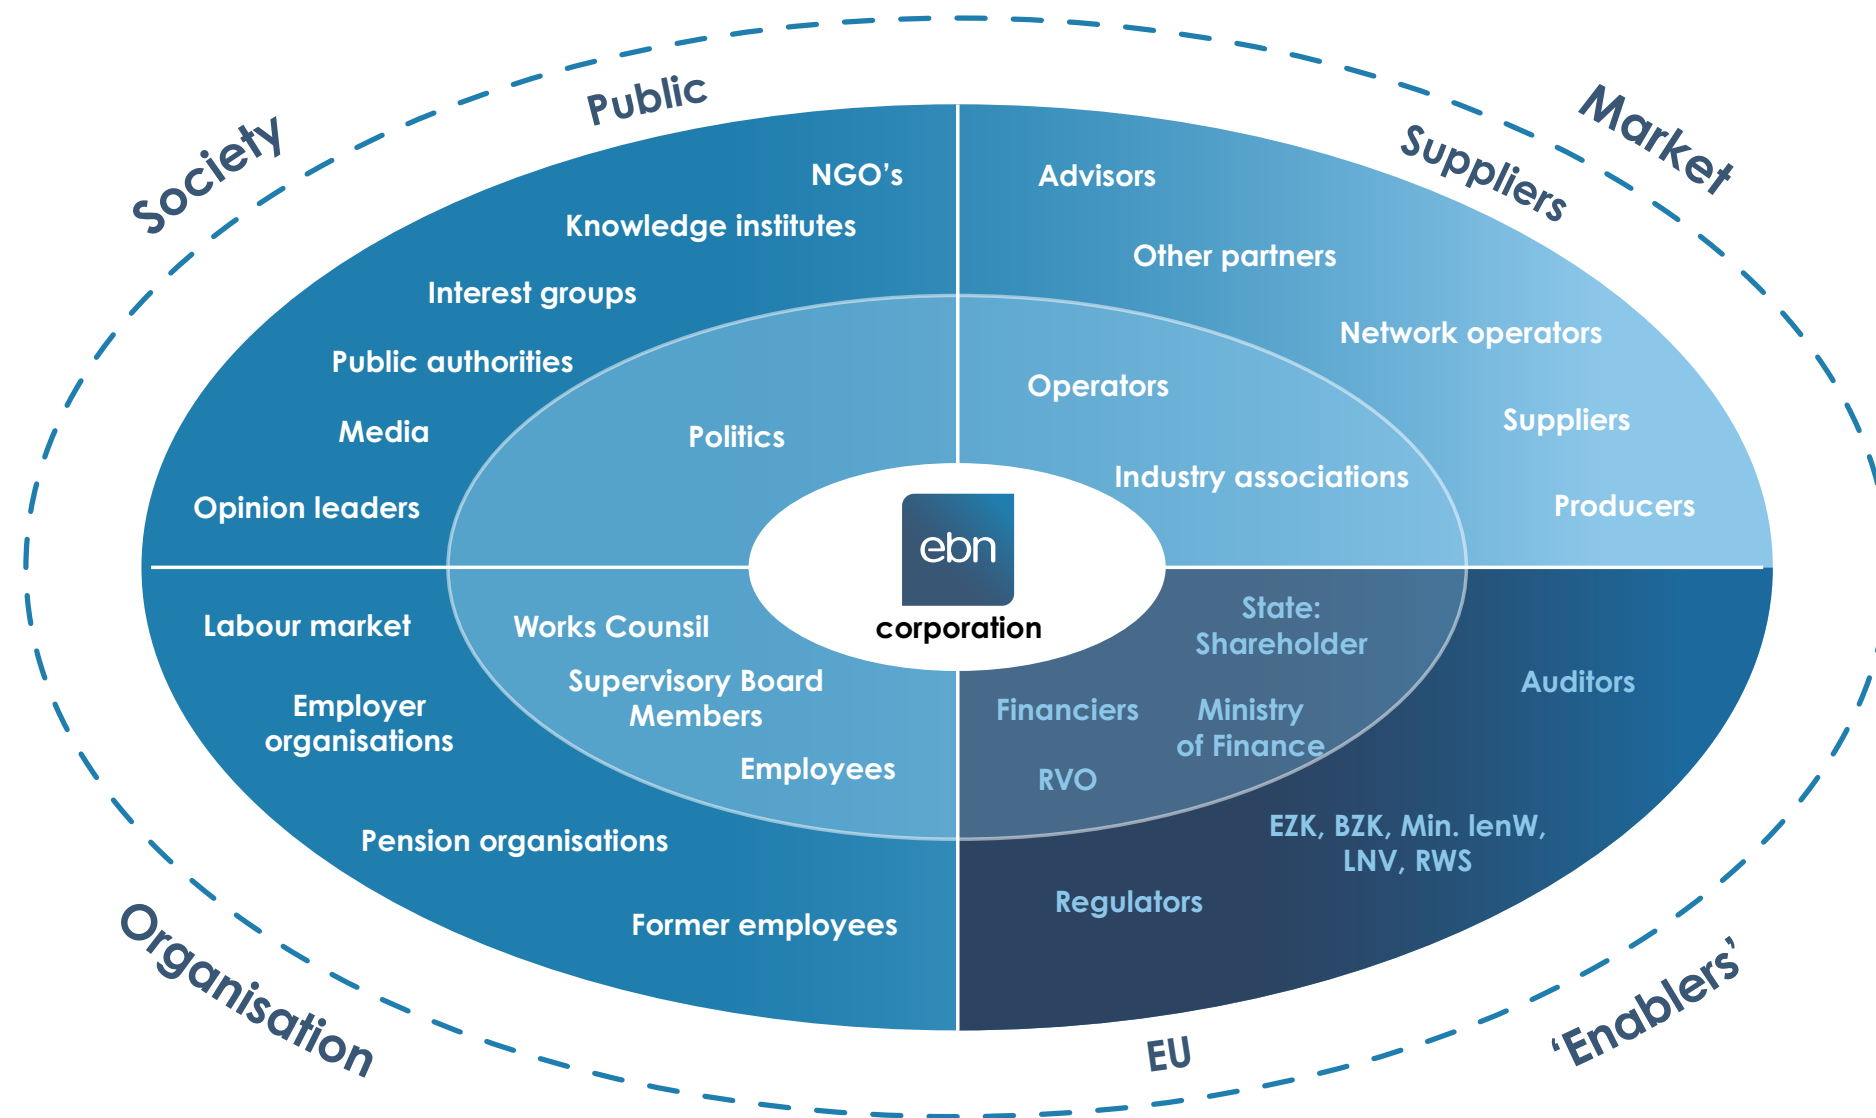 Society
Public
Market
Suppliers
NGO’s
Knowledge institutes
Interest groups
Public authorities
Media
Opinion leaders
Politics
Advisors
Other partners
Network operators
Suppliers
Producers
Operators
Industry associations
ebn
corporation
Labour market
Employer
organisations
Pension organisations
Former employees
Works Counsil
Supervisory Board
Members
Employees
State:
Shareholder
Financiers
Ministry
of Finance
RVO
Auditors
EZK, BZK, Min. IenW,
LNV, RWS
Regulators
Organisation
EU
‘Enablers’